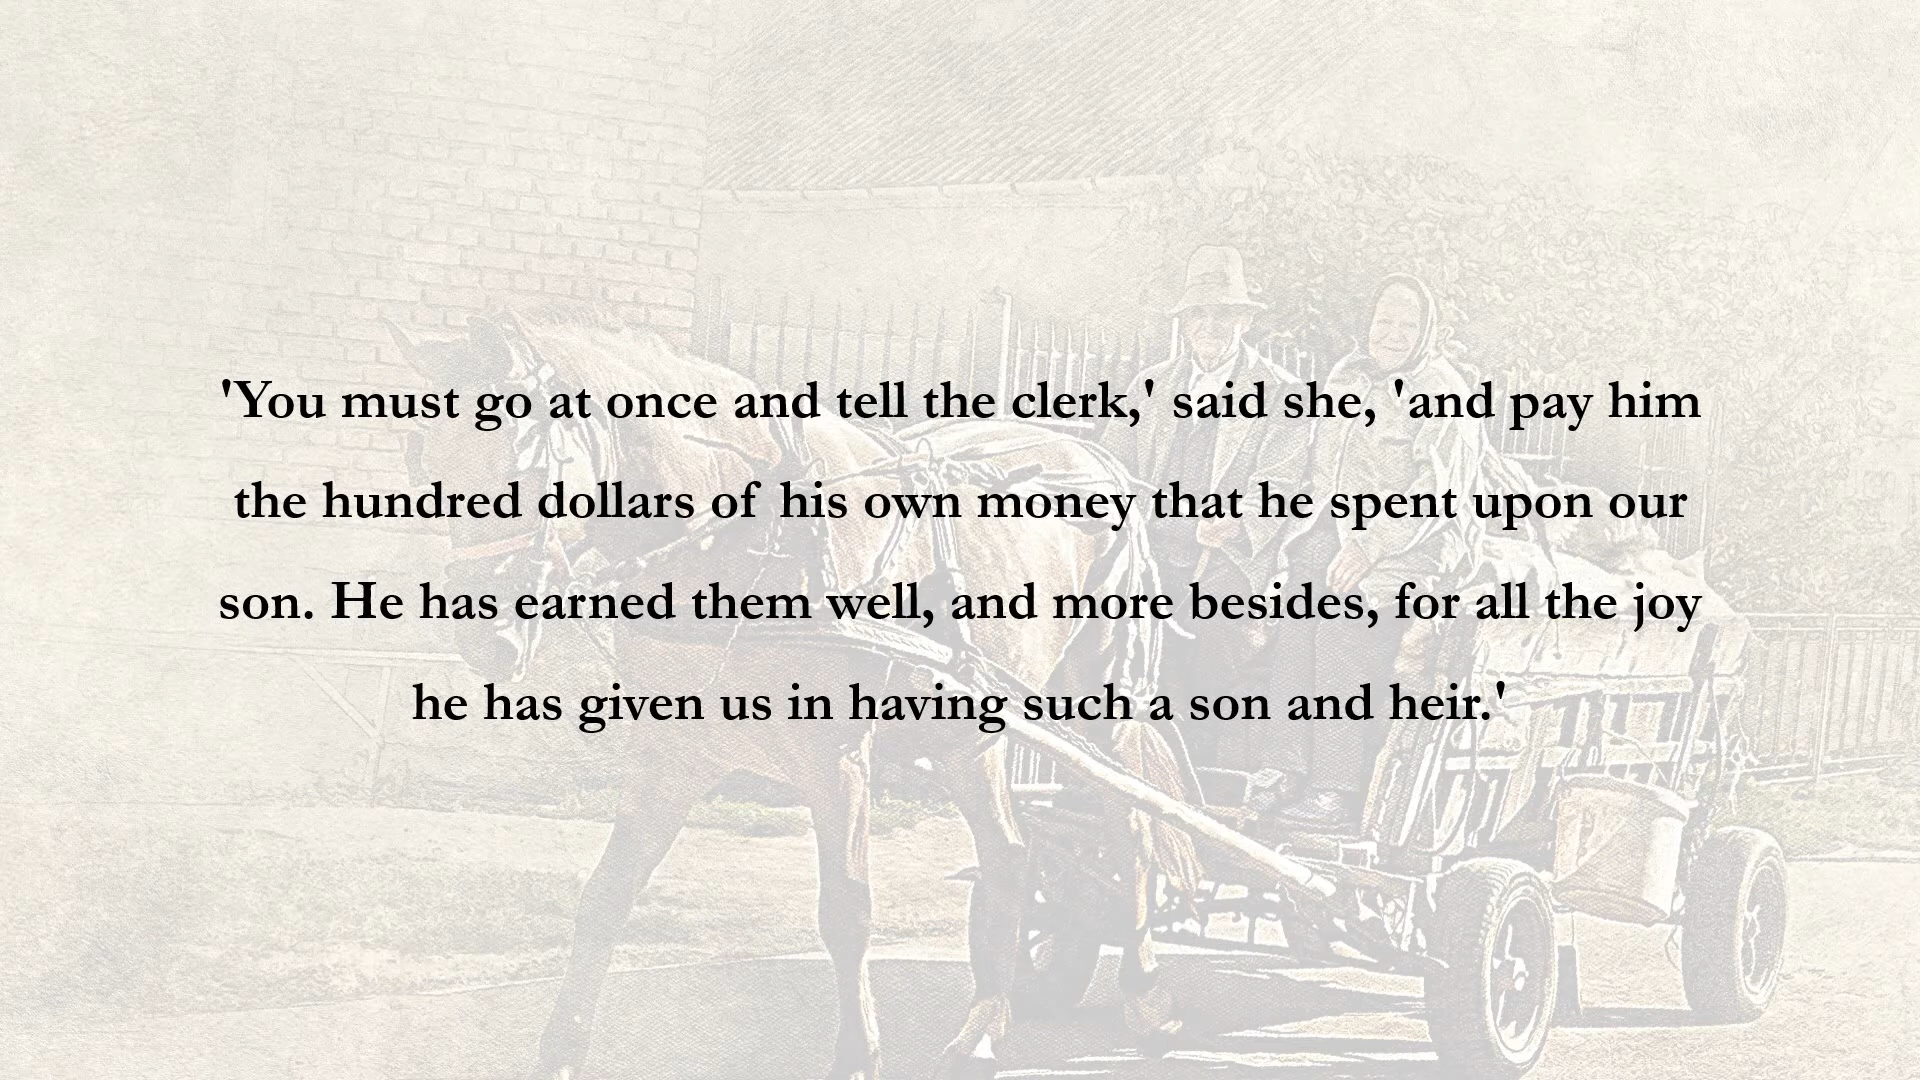 'You must go at once and tell the clerk,' said she, 'and pay him
the hundred dollars of his own money that he spent upon our
son. He has earned them well, and more besides, for all the joy
he has given us in having such a son and heir.'